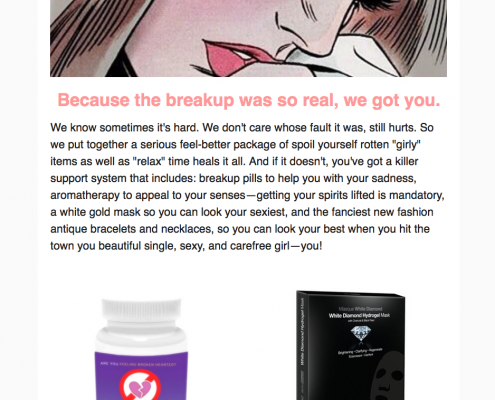 Because the breakup was so real, we got you.
We know sometimes it's hard. We don't care whose fault it was, still hurts. So
we put together a serious feel-better package of spoil yourself rotten "girly"
items as well as "relax" time heals it all. And if it doesn't, you've got a killer
support system that includes: breakup pills to help you with your sadness,
aromatherapy to appeal to your senses—getting your spirits lifted is mandatory,
a white gold mask so you can look your sexiest, and the fanciest new fashion
antique bracelets and necklaces, so you can look your best when you hit the
town you beautiful single, sexy, and carefree girl—you!
White Diamond Hydrogel Mask
White Diamond Hydrogel Mask